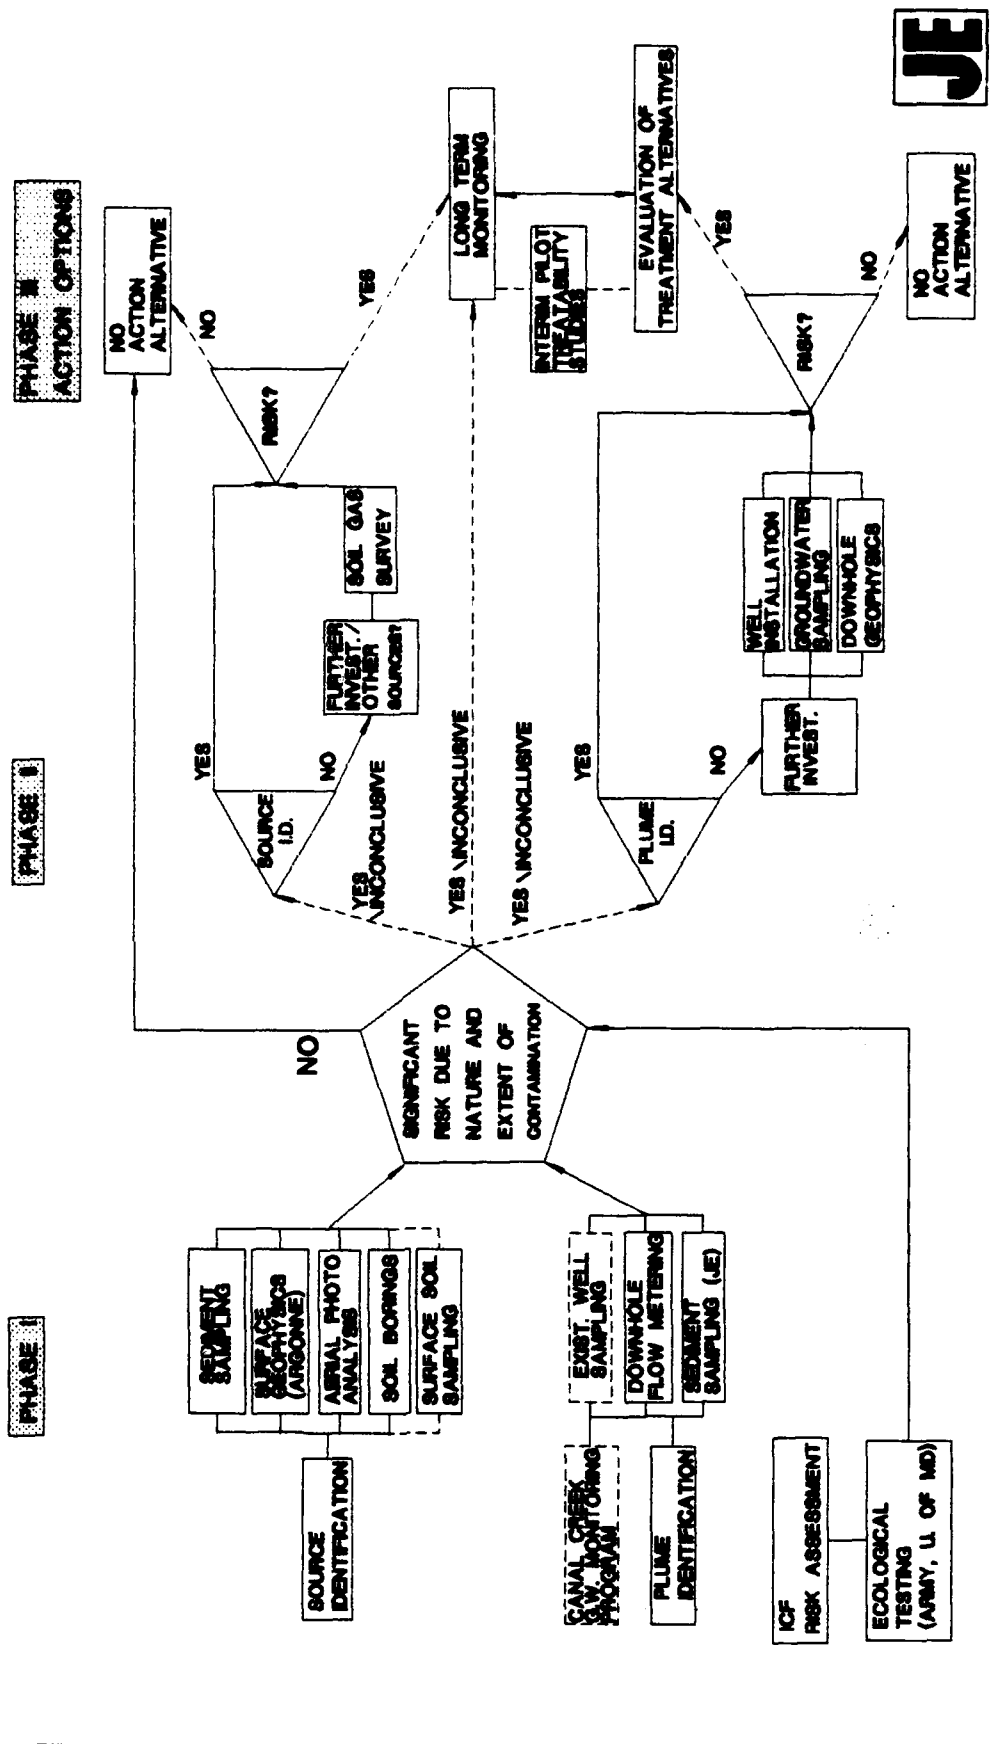 PHASE I
PHASE II
PHASE III
ACTION OPTIONS
SOURCE
IDENTIFICATION
SEDIMENT
SAMPLING
SURFACE
GEOPHYSICS
(ARGONNE)
AERIAL PHOTO
ANALYSIS
SOIL BORINGS
SURFACE SOIL
SAMPLING
CANAL CREEK
G.W. MONITORING
PROGRAM
PLUME
IDENTIFICATION
EXIST. WELL
SAMPLING
DOWNHOLE
FLOW METERING
SEDIMENT
SAMPLING (JE)
ICF
RISK ASSESSMENT
ECOLOGICAL
TESTING
(ARMY, U. OF MD)
SIGNIFICANT
RISK DUE TO
NATURE AND
EXTENT OF
CONTAMINATION
NO
YES
\INCONCLUSIVE
YES \INCONCLUSIVE
YES \INCONCLUSIVE
SOURCE
I.D.
YES
NO
FURTHER
INVEST./
OTHER
SOURCES?
SOIL GAS
SURVEY
RISK?
NO
YES
NO
ACTION
ALTERNATIVE
LONG TERM
MONITORING
INTERIM PILOT
TREATABILITY
STUDIES
EVALUATION OF
TREATMENT ALTERNATIVES
PLUME
I.D.
YES
NO
FURTHER
INVEST.
WELL
INSTALLATION
GROUNDWATER
SAMPLING
DOWNHOLE
GEOPHYSICS
RISK?
YES
NO
NO
ACTION
ALTERNATIVE
JE